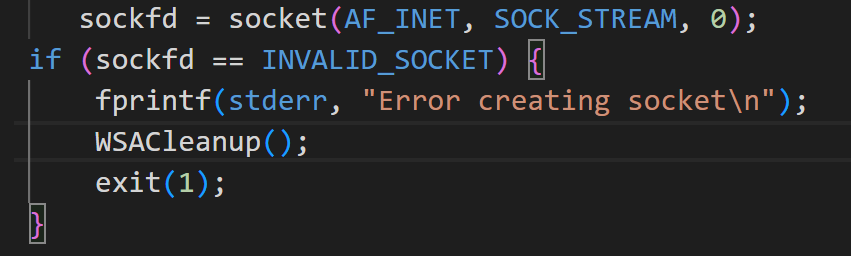 sockfd = socket(AF_INET, SOCK_STREAM, 0);
if (sockfd == INVALID_SOCKET) {
fprintf(stderr, "Error creating socket\n");
WSACleanup();
exit(1);
}